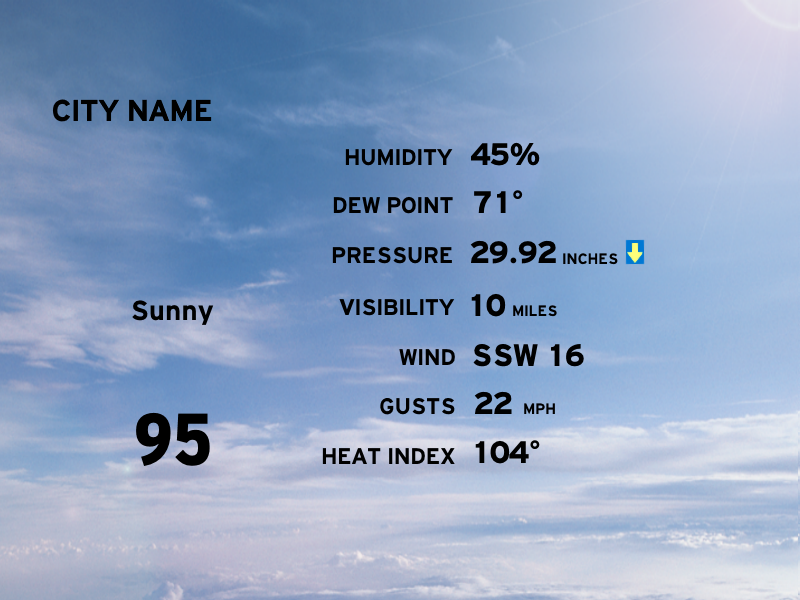 CITY NAME
HUMIDITY 45%
DEW POINT 71°
PRESSURE 29.92 INCHES
Sunny
VISIBILITY 10 MILES
WIND SSW 16
GUSTS 22 MPH
95
HEAT INDEX 104°